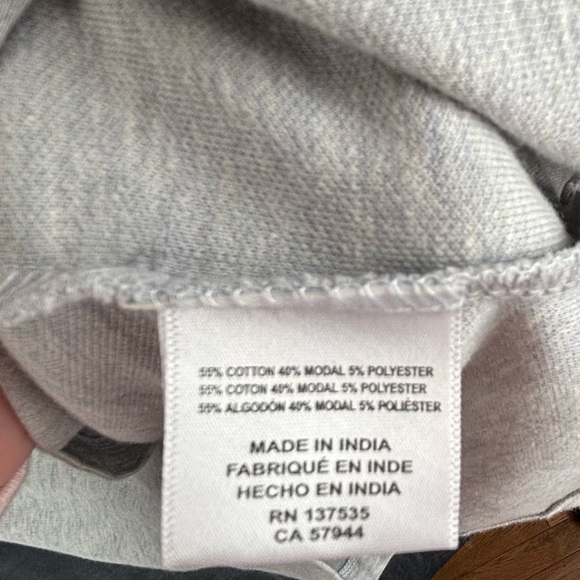 55% COTTON 40% MODAL 5% POLYESTER
55% COTON 40% MODAL 5% POLYESTER
55% ALGODÓN 40% MODAL 5% POLIÉSTER
MADE IN INDIA
FABRIQUÉ EN INDE
HECHO EN INDIA
RN 137535
CA 57944